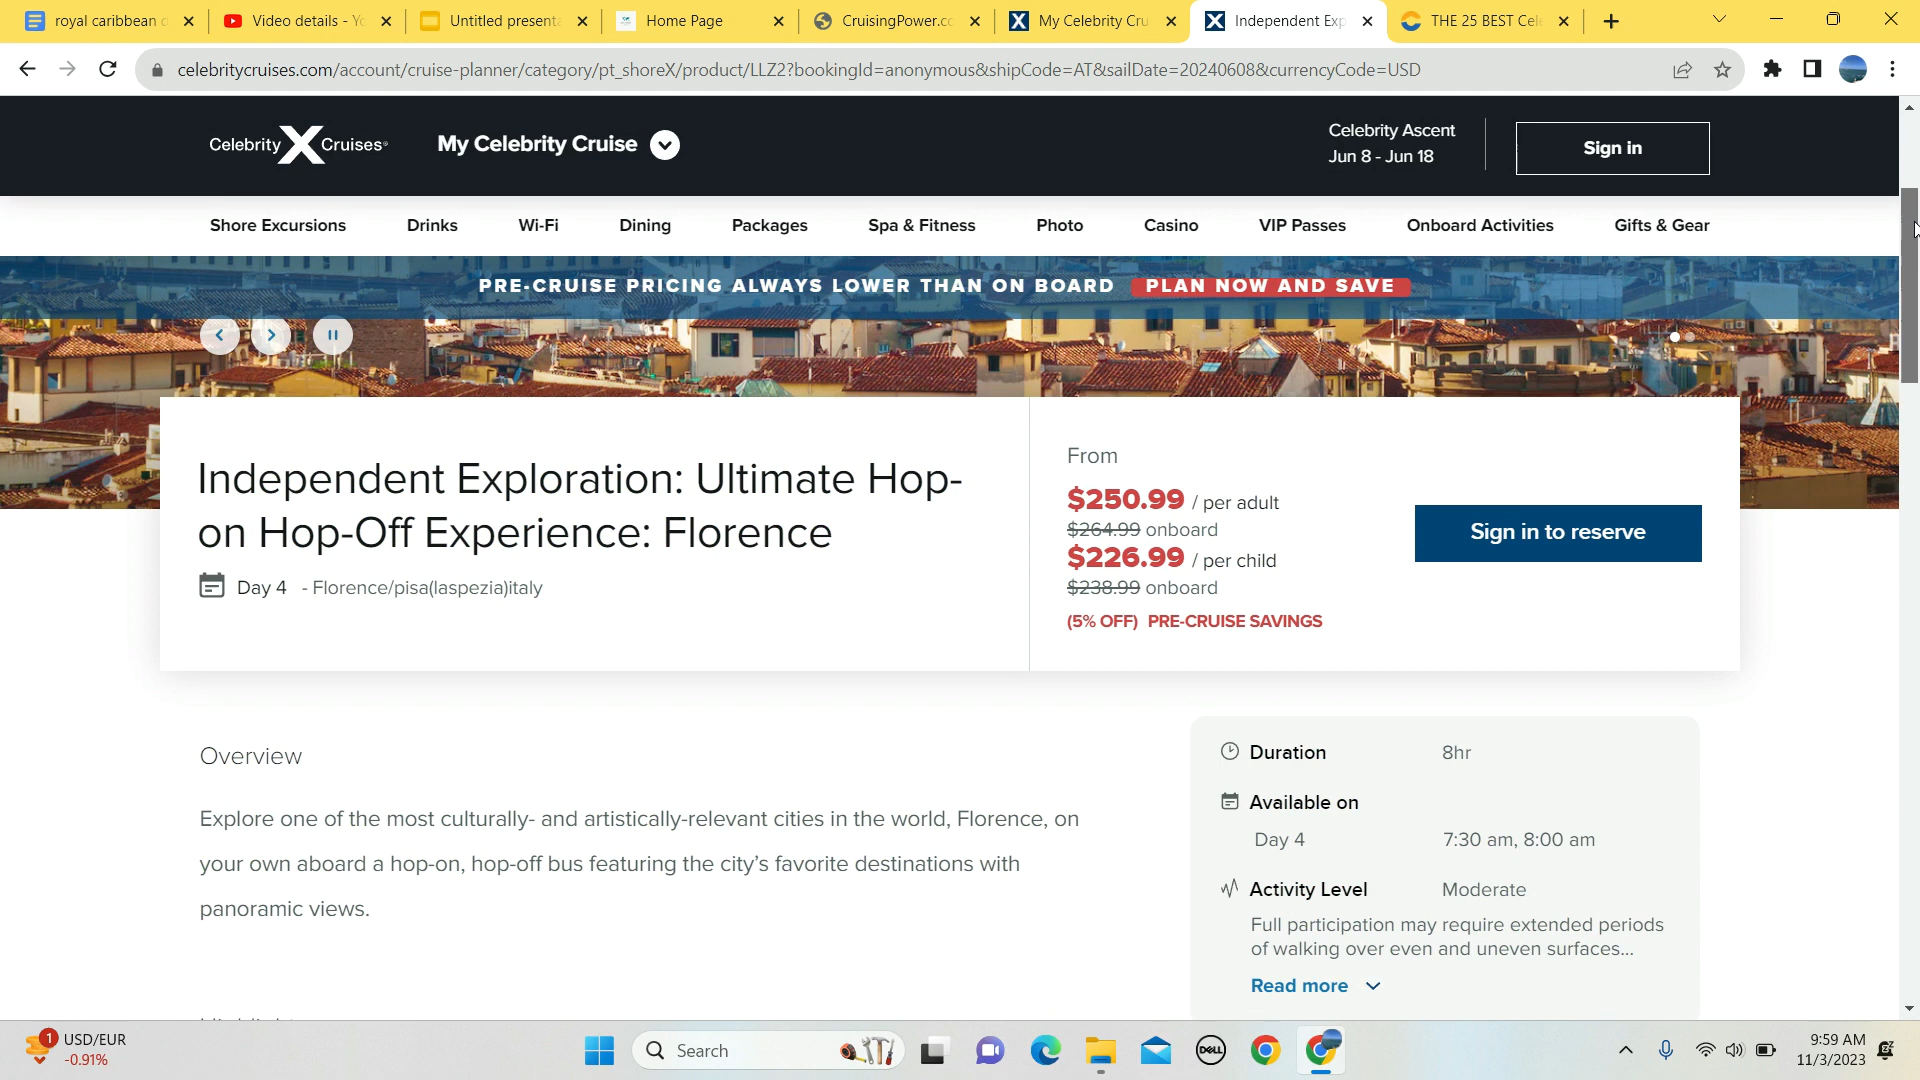 royal caribbean
Video details - Yo
Untitled presenta
Home Page
CruisingPower.co
My Celebrity Cru
Independent Exp
THE 25 BEST Cel
celebritycruises.com/account/cruise-planner/category/pt_shoreX/product/LLZ2?bookingId=anonymous&shipCode=AT&sailDate=20240608&currencyCode=USD
Celebrity X Cruises
My Celebrity Cruise
Celebrity Ascent
Jun 8 - Jun 18
Sign in
Shore Excursions
Drinks
Wi-Fi
Dining
Packages
Spa & Fitness
Photo
Casino
VIP Passes
Onboard Activities
Gifts & Gear
PRE-CRUISE PRICING ALWAYS LOWER THAN ON BOARD PLAN NOW AND SAVE
Independent Exploration: Ultimate Hop-
on Hop-Off Experience: Florence
Day 4 - Florence/pisa(laspezia)italy
From
$250.99 / per adult
$264.99 onboard
$226.99 / per child
$238.99 onboard
(5% OFF) PRE-CRUISE SAVINGS
Sign in to reserve
Overview
Explore one of the most culturally- and artistically-relevant cities in the world, Florence, on
your own aboard a hop-on, hop-off bus featuring the city's favorite destinations with
panoramic views.
Duration 8hr
Available on
Day 4 7:30 am, 8:00 am
Activity Level Moderate
Full participation may require extended periods
of walking over even and uneven surfaces...
Read more
1
USD/EUR
-0.91%
Search
DELL
9:59 AM
11/3/2023